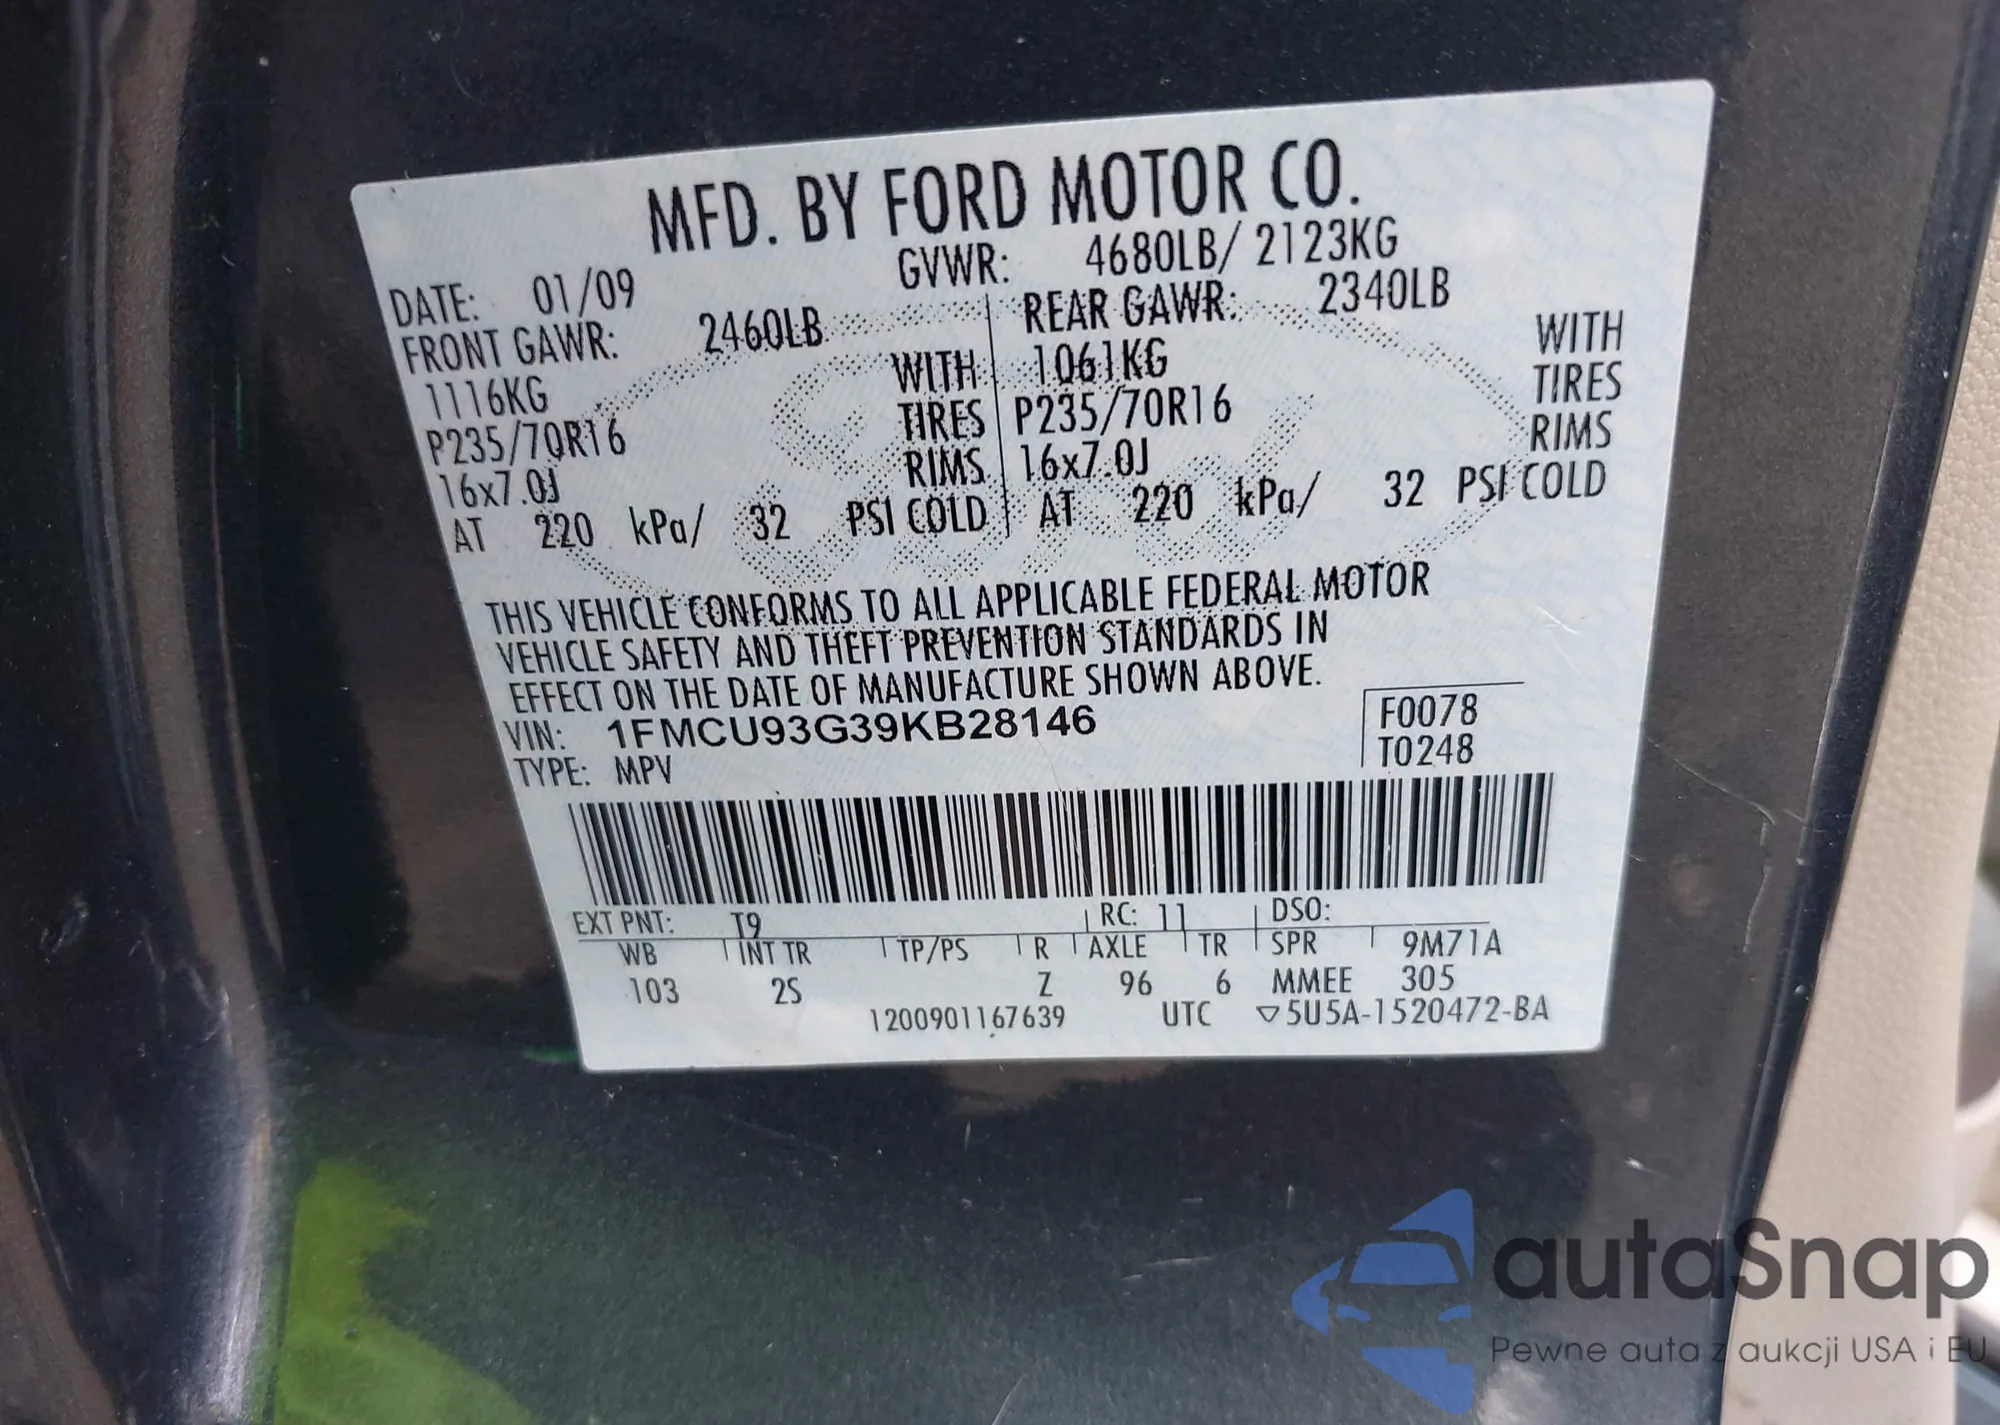 MFD. BY FORD MOTOR CO.
DATE: 01/09 GVWR: 4680LB/ 2123KG
FRONT GAWR: 2460LB REAR GAWR: 2340LB
1116KG WITH 1061KG WITH
P235/70R16 TIRES P235/70R16 TIRES
16x7.0J RIMS 16x7.0J RIMS
AT 220 kPa/ 32 PSI COLD AT 220 kPa/ 32 PSI COLD
THIS VEHICLE CONFORMS TO ALL APPLICABLE FEDERAL MOTOR
VEHICLE SAFETY AND THEFT PREVENTION STANDARDS IN
EFFECT ON THE DATE OF MANUFACTURE SHOWN ABOVE.
VIN: 1FMCU93G39KB28146 F0078
TYPE: MPV T0248
EXT PNT: T9 RC: 11 DSO:
WB INT TR TP/PS R AXLE TR SPR 9M71A
103 2S Z 96 6 MMEE 305
1200901167639 UTC ▽5U5A-1520472-BA
autaSnap
Pewne auta z aukcji USA i EU